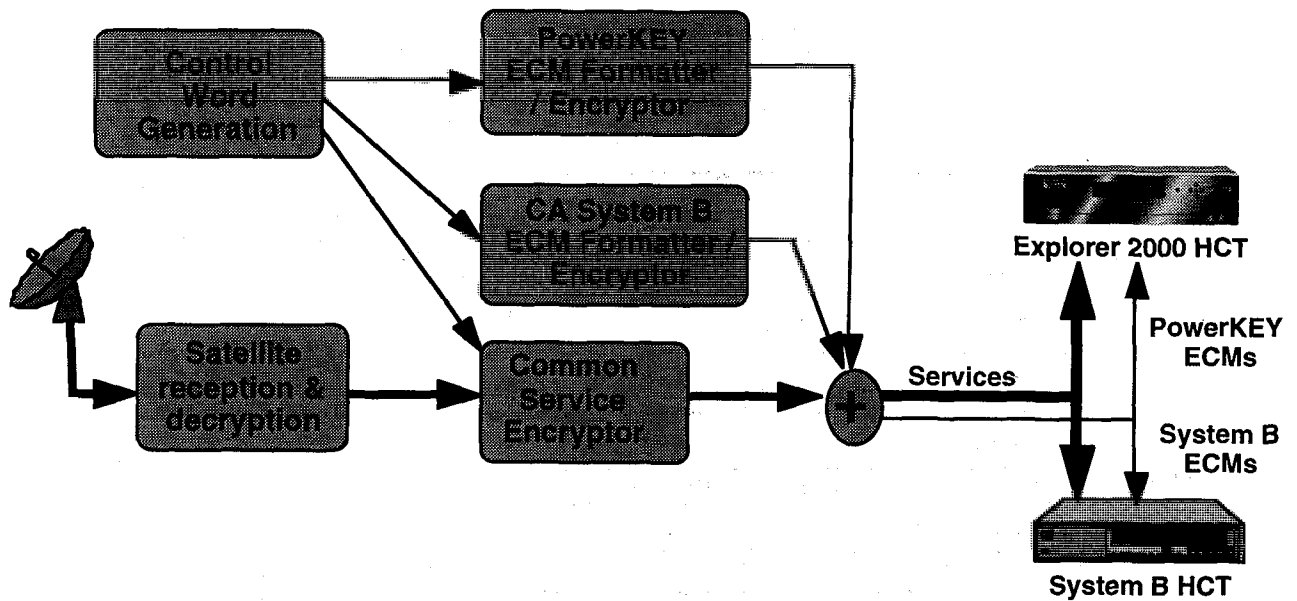 Control
Word
Generation
PowerKEY
ECM Formatter
/ Encryptor
CA System B
ECM Formatter /
Encryptor
Satellite
reception &
decryption
Common
Service
Encryptor
+
Services
Explorer 2000 HCT
PowerKEY
ECMs
System B
ECMs
System B HCT